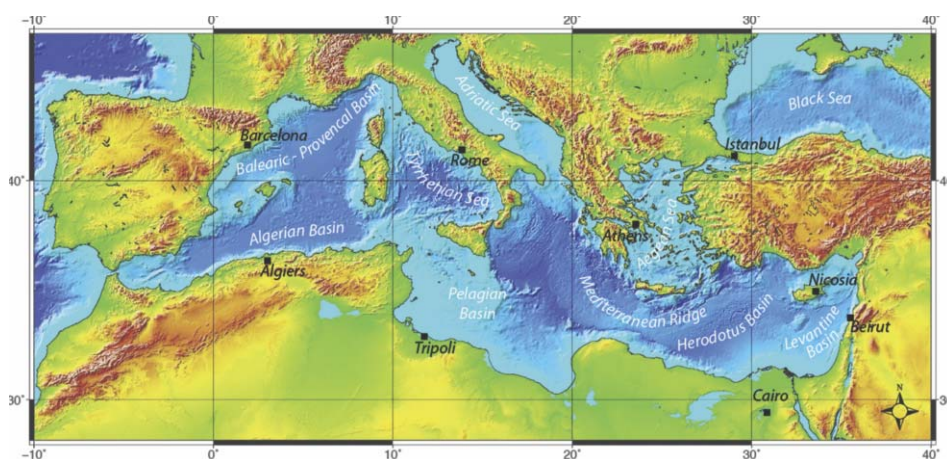 -10˚ 0˚ 10˚ 20˚ 30˚ 40˚
Adriatic Sea
Black Sea
Balearic - Provencal Basin
Barcelona
Istanbul
Rome
Tyrrhenian Sea
40˚ 40˚
Aegean Sea
Algerian Basin
Athens
Algiers
Nicosia
Pelagian
Basin
Mediterranean Ridge
Herodotus Basin
Levantine
Basin
Beirut
Tripoli
Cairo
N
30˚ 30˚
-10˚ 0˚ 10˚ 20˚ 30˚ 40˚